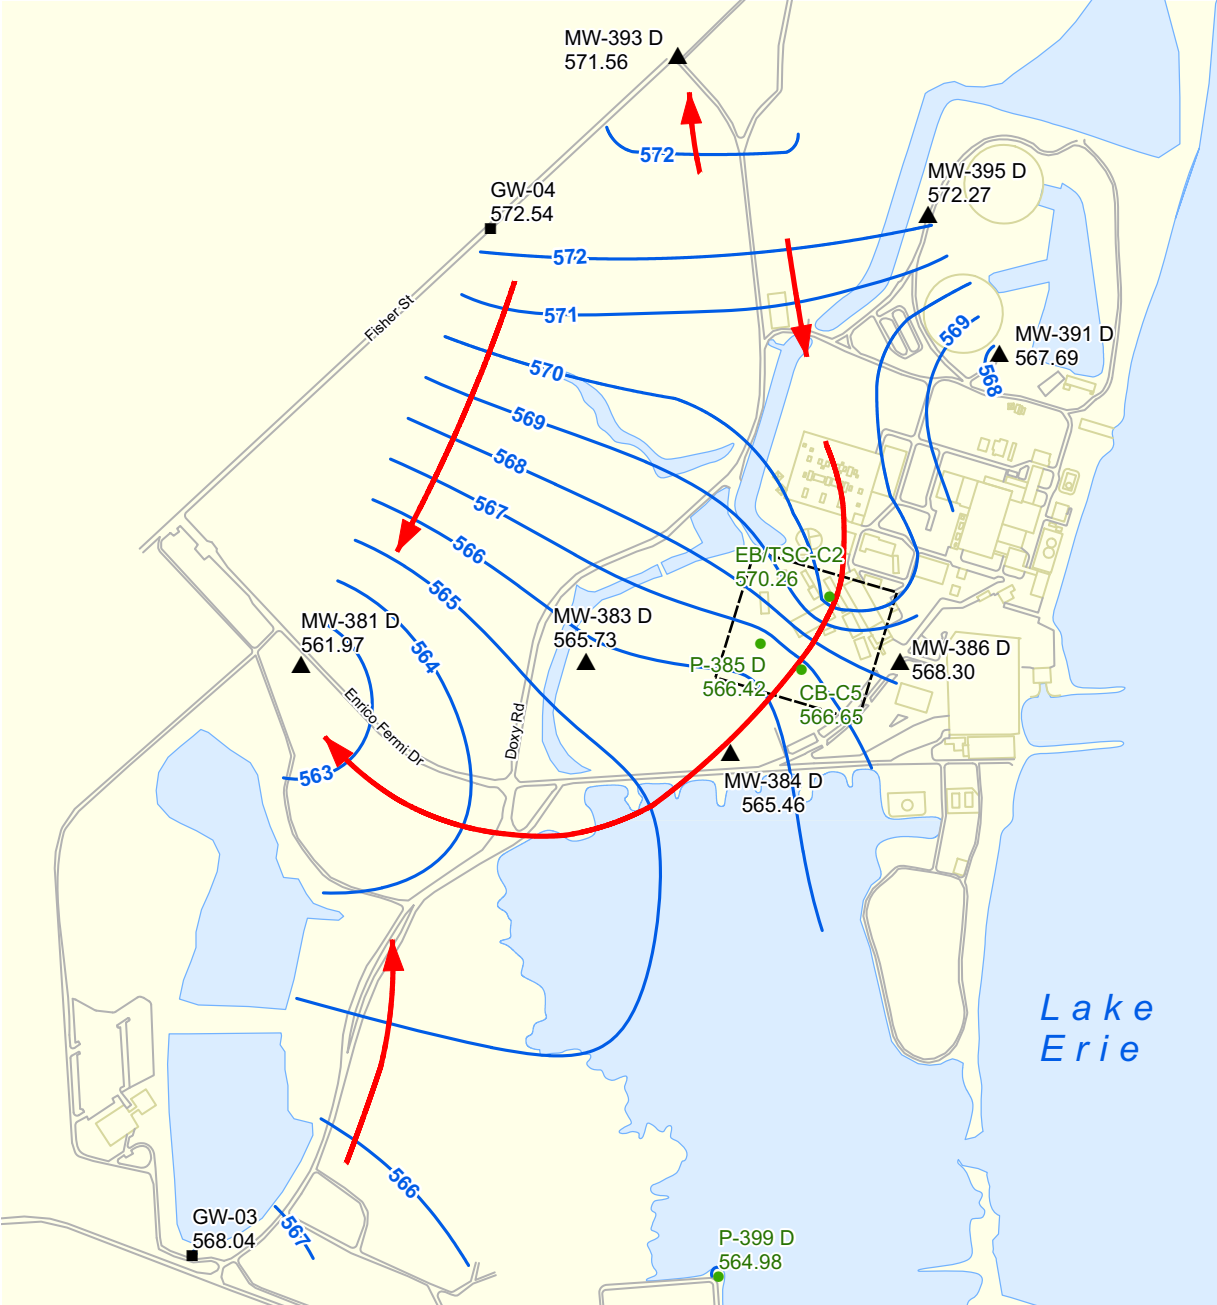 MW-393 D
571.56
572
MW-395 D
572.27
GW-04
572.54
572
571
Fisher St
569
MW-391 D
567.69
570
568
569
568
567
566
EB/TSC-C2
570.26
565
MW-381 D
561.97
MW-383 D
565.73
564
P-385 D
566.42
MW-386 D
568.30
CB-C5
566.65
Enrico Fermi Dr
Doxy Rd
563
MW-384 D
565.46
Lake
Erie
566
GW-03
568.04
567
P-399 D
564.98